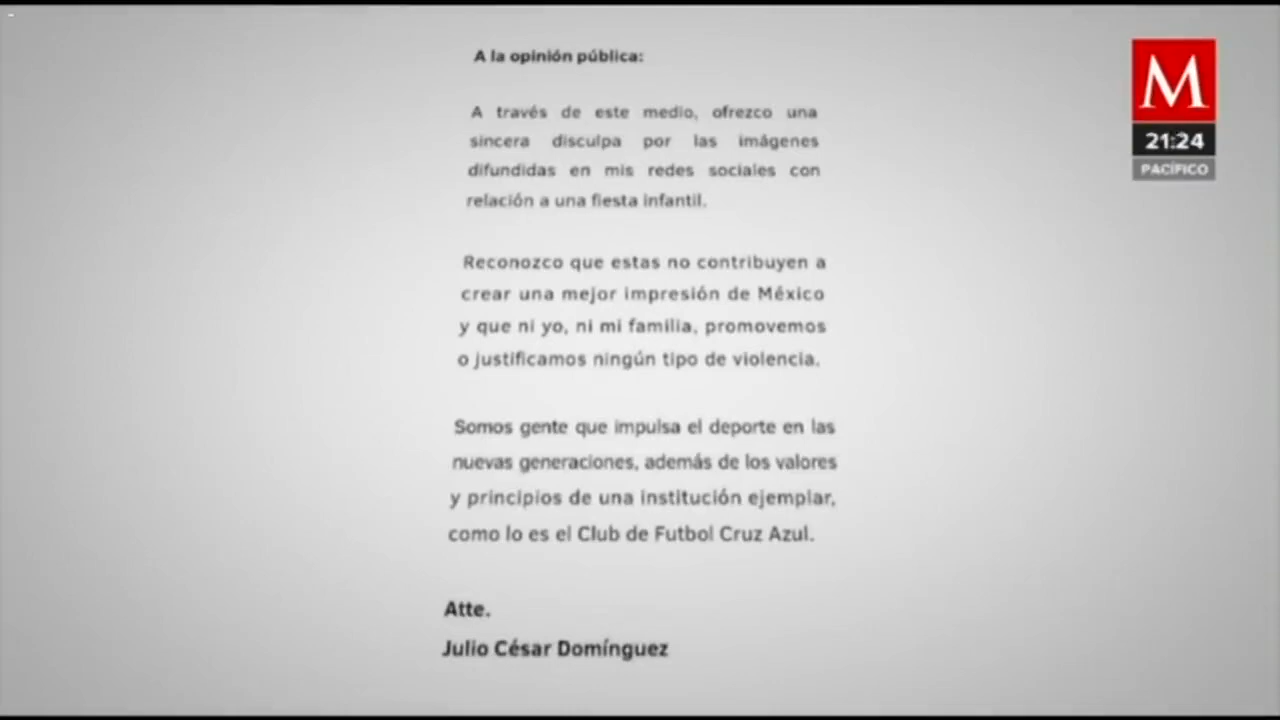 A la opinión pública:
A través de este medio, ofrezco una
sincera disculpa por las imágenes
difundidas en mis redes sociales con
relación a una fiesta infantil.
Reconozco que estas no contribuyen a
crear una mejor impresión de México
y que ni yo, ni mi familia, promovemos
o justificamos ningún tipo de violencia.
Somos gente que impulsa el deporte en las
nuevas generaciones, además de los valores
y principios de una institución ejemplar,
como lo es el Club de Futbol Cruz Azul.
Atte.
Julio César Domínguez
M
21:24
PACÍFICO